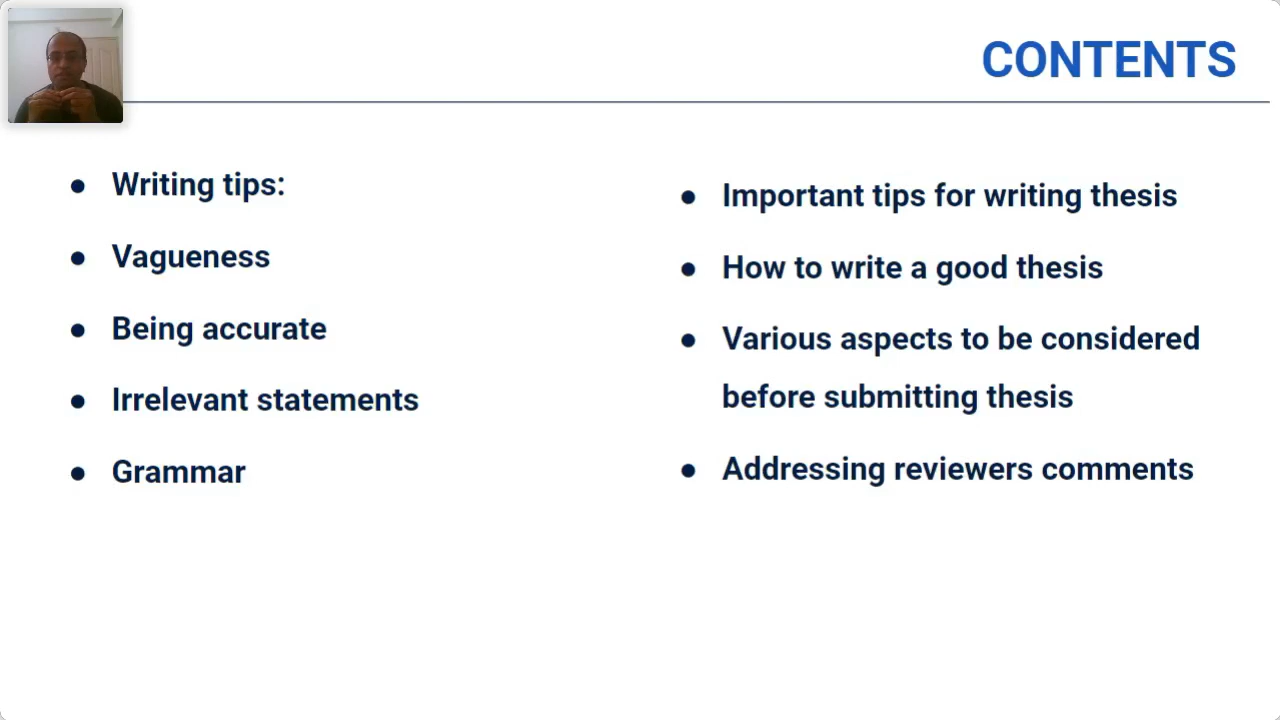 CONTENTS
● Writing tips:
● Vagueness
● Being accurate
● Irrelevant statements
● Grammar
● Important tips for writing thesis
● How to write a good thesis
● Various aspects to be considered
before submitting thesis
● Addressing reviewers comments